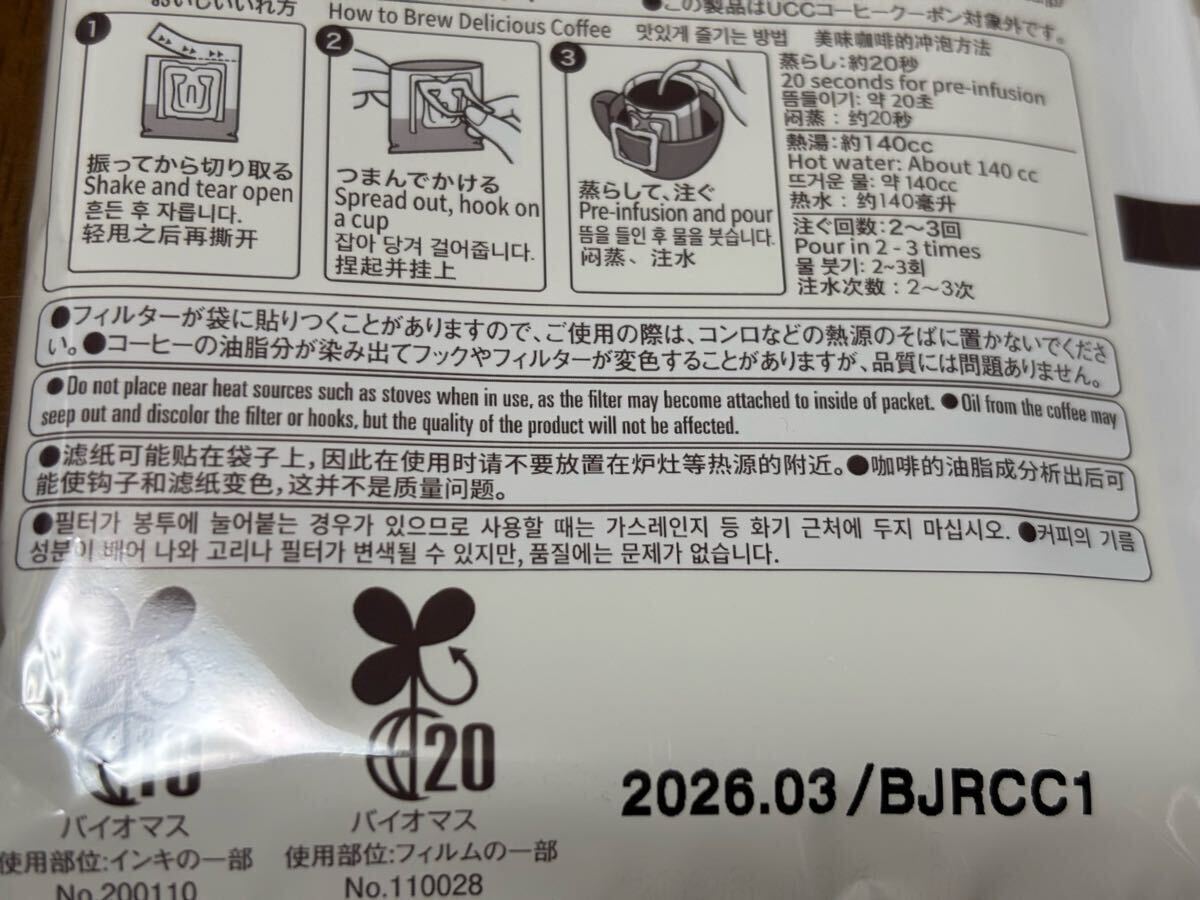 おいしいいれ方
How to Brew Delicious Coffee 맛있게 즐기는 방법 美味咖啡的冲泡方法
●この製品はUCCコーヒークーポン対象外です。
1
振ってから切り取る
Shake and tear open
흔든 후 자릅니다.
轻甩之后再撕开
2
つまんでかける
Spread out, hook on
a cup
잡아 당겨 걸어줍니다.
捏起并挂上
3
蒸らして、注ぐ
Pre-infusion and pour
뜸을 들인 후 물을 붓습니다.
闷蒸、注水
蒸らし:約20秒
20 seconds for pre-infusion
뜸들이기: 약 20초
闷蒸：约20秒
熱湯:約140cc
Hot water: About 140 cc
뜨거운 물: 약 140cc
热水：约140毫升
注ぐ回数:2〜3回
Pour in 2 - 3 times
물 붓기: 2~3회
注水次数：2〜3次
●フィルターが袋に貼りつくことがありますので、ご使用の際は、コンロなどの熱源のそばに置かないでくださ
い。●コーヒーの油脂分が染み出てフックやフィルターが変色することがありますが、品質には問題ありません。
●Do not place near heat sources such as stoves when in use, as the filter may become attached to inside of packet. ●Oil from the coffee may
seep out and discolor the filter or hooks, but the quality of the product will not be affected.
●滤纸可能贴在袋子上，因此在使用时请不要放置在炉灶等热源的附近。●咖啡的油脂成分析出后可
能使钩子和滤纸变色，这并不是质量问题。
●필터가 봉투에 눌어붙는 경우가 있으므로 사용할 때는 가스레인지 등 화기 근처에 두지 마십시오. ●커피의 기름
성분이 배어 나와 고리나 필터가 변색될 수 있지만, 품질에는 문제가 없습니다.
10
バイオマス
使用部位:インキの一部
No.200110
20
バイオマス
使用部位:フィルムの一部
No.110028
2026.03/BJRCC1